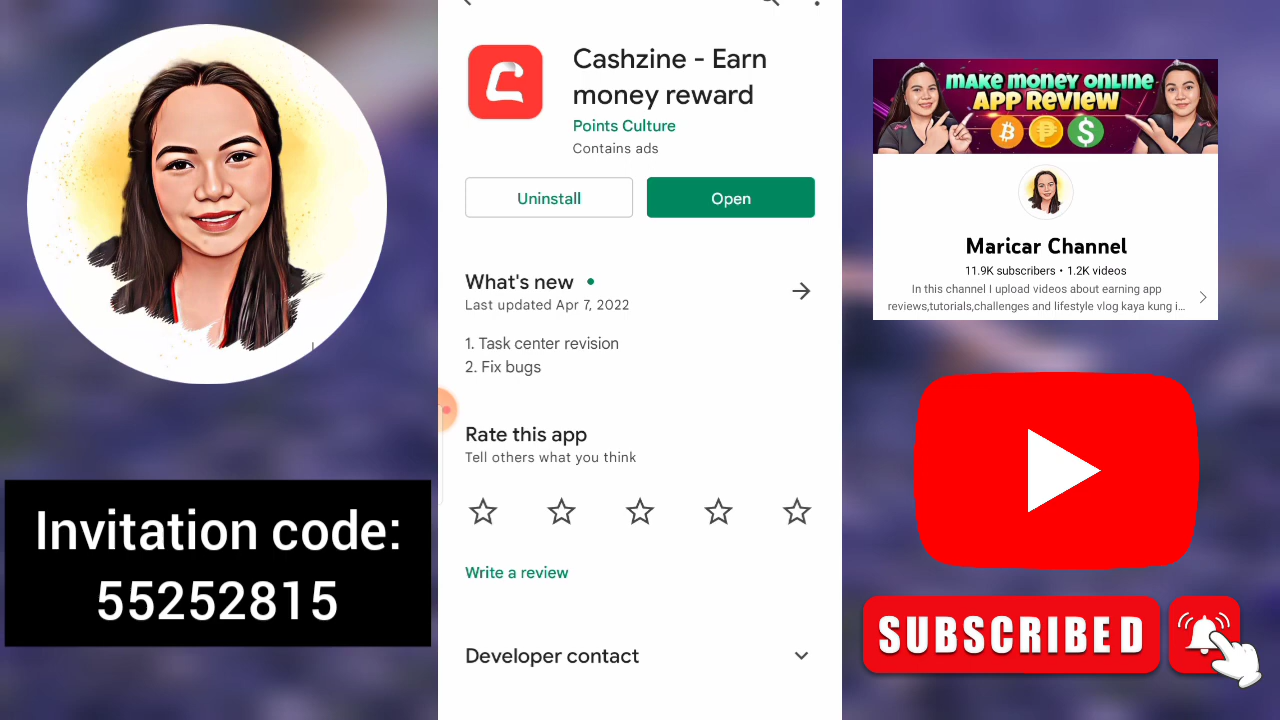 Invitation code:
55252815
Cashzine - Earn
money reward
Points Culture
Contains ads
Uninstall
Open
What's new
Last updated Apr 7, 2022
1. Task center revision
2. Fix bugs
Rate this app
Tell others what you think
Write a review
Developer contact
MAKE MONEY ONLINE
APP REVIEW
Maricar Channel
11.9K subscribers • 1.2K videos
In this channel I upload videos about earning app
reviews,tutorials,challenges and lifestyle vlog kaya kung i...
SUBSCRIBED